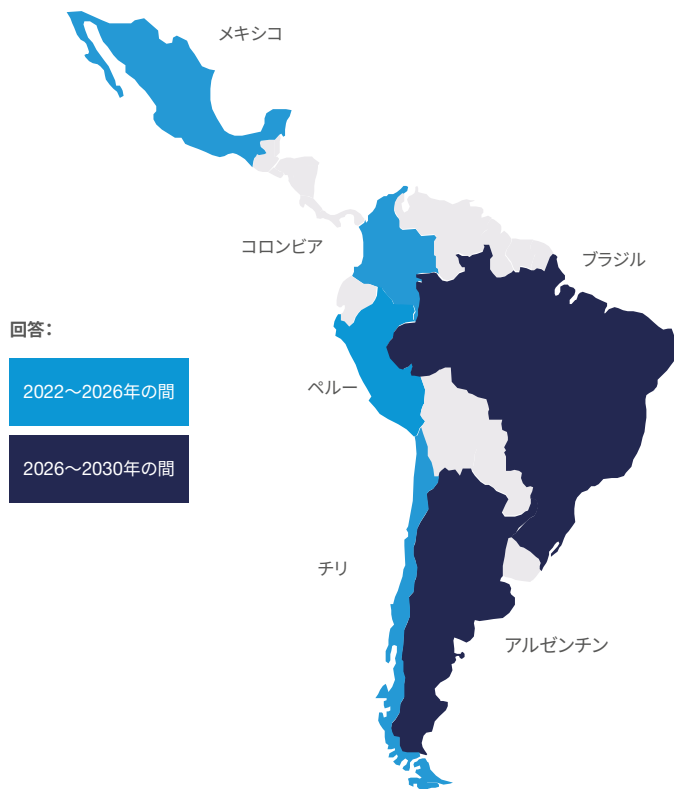 メキシコ
コロンビア
ブラジル
回答：
2022～2026年の間
ペルー
2026～2030年の間
チリ
アルゼンチン